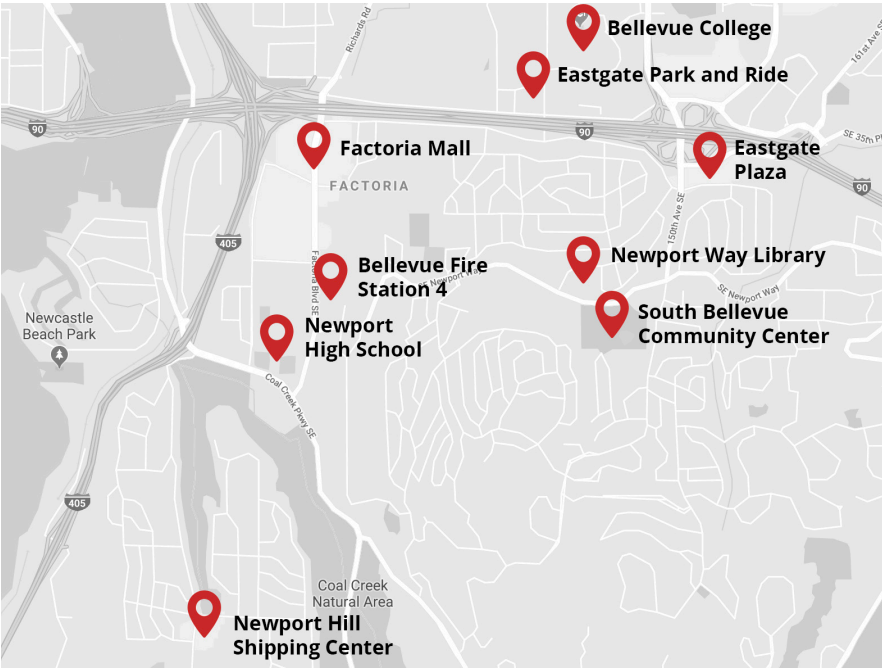 Richards Rd
Bellevue College
161st Ave SE
Eastgate Park and Ride
90
90
SE 35th Pl
Factoria Mall
Eastgate
Plaza
FACTORIA
90
150th Ave SE
405
Newport Way Library
Bellevue Fire
Station 4
Factoria Blvd SE
SE Newport Way
SE Newport Way
South Bellevue
Community Center
Newcastle
Beach Park
Newport
High School
Coal Creek Pkwy SE
405
Coal Creek
Natural Area
Newport Hill
Shipping Center